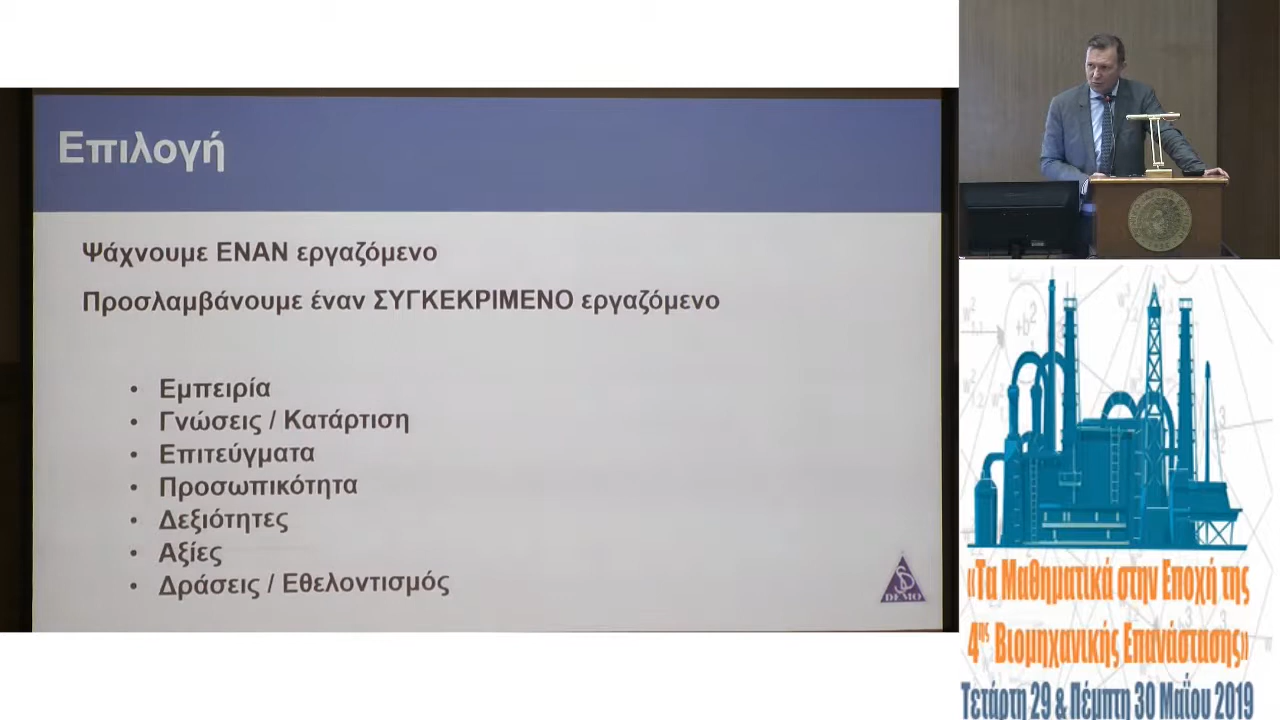 Επιλογή
Ψάχνουμε ΕΝΑΝ εργαζόμενο
Προσλαμβάνουμε έναν ΣΥΓΚΕΚΡΙΜΕΝΟ εργαζόμενο
• Εμπειρία
• Γνώσεις / Κατάρτιση
• Επιτεύγματα
• Προσωπικότητα
• Δεξιότητες
• Αξίες
• Δράσεις / Εθελοντισμός
DEMO
«Τα Μαθηματικά στην Εποχή της
4ης Βιομηχανικής Επανάστασης»
Τετάρτη 29 & Πέμπτη 30 Μαΐου 2019